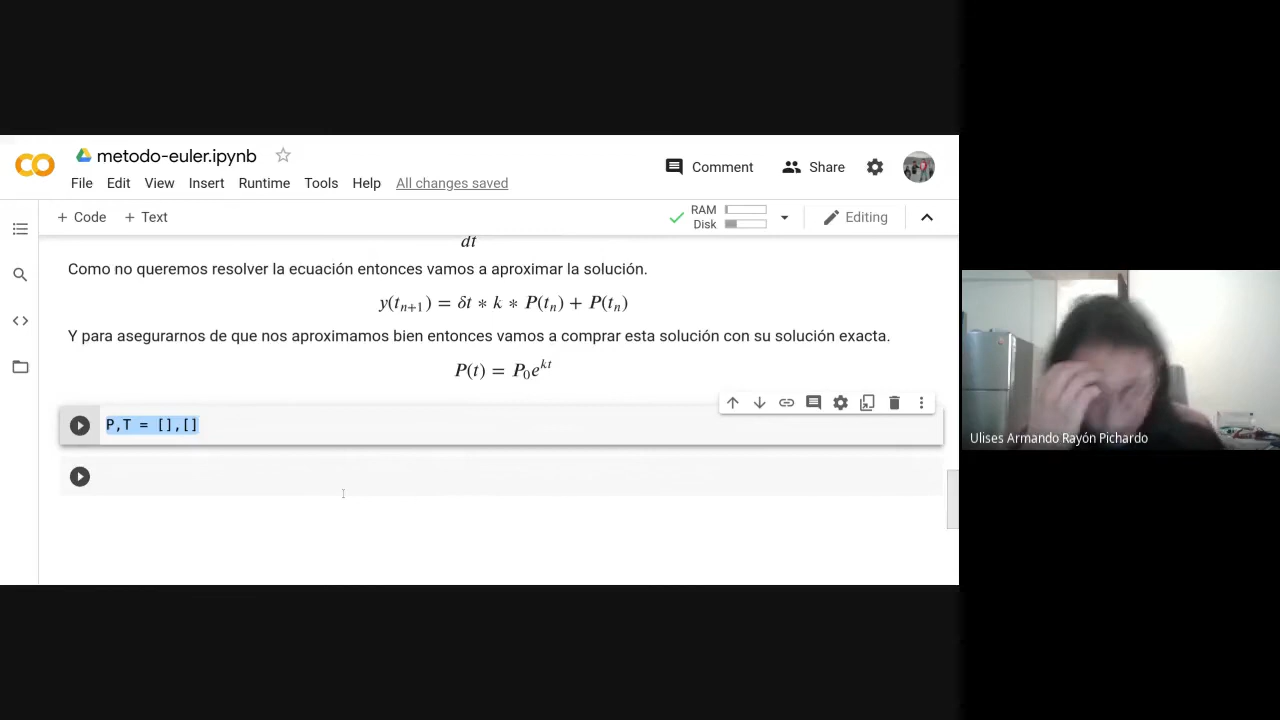 metodo-euler.ipynb
Comment
Share
File Edit View Insert Runtime Tools Help All changes saved
+ Code + Text
RAM
Disk
Editing
dt
Como no queremos resolver la ecuación entonces vamos a aproximar la solución.
y(tₙ₊₁) = δt ∗ k ∗ P(tₙ) + P(tₙ)
Y para asegurarnos de que nos aproximamos bien entonces vamos a comprar esta solución con su solución exacta.
P(t) = P₀eᵏᵗ
P,T = [],[]
Ulises Armando Rayón Pichardo